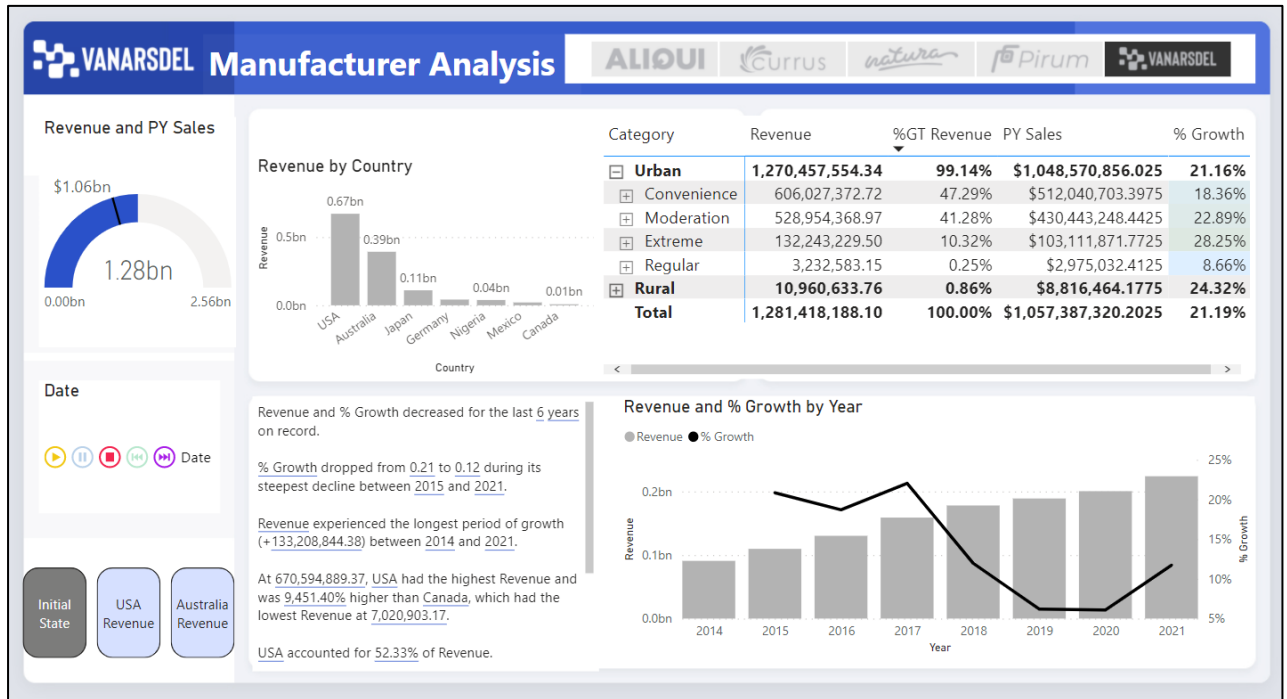 VANARSDEL Manufacturer Analysis ALIQUI Currus natura Pirum VANARSDEL
Revenue and PY Sales
$1.06bn
1.28bn
0.00bn 2.56bn
Date
Date
Initial State
USA Revenue
Australia Revenue
Revenue by Country
Revenue
0.5bn
0.0bn
0.67bn
0.39bn
0.11bn
0.04bn
0.01bn
USA Australia Japan Germany Nigeria Mexico Canada
Country
Category Revenue %GT Revenue PY Sales % Growth
Urban 1,270,457,554.34 99.14% $1,048,570,856.025 21.16%
Convenience 606,027,372.72 47.29% $512,040,703.3975 18.36%
Moderation 528,954,368.97 41.28% $430,443,248.4425 22.89%
Extreme 132,243,229.50 10.32% $103,111,871.7725 28.25%
Regular 3,232,583.15 0.25% $2,975,032.4125 8.66%
Rural 10,960,633.76 0.86% $8,816,464.1775 24.32%
Total 1,281,418,188.10 100.00% $1,057,387,320.2025 21.19%
Revenue and % Growth decreased for the last 6 years
on record.
% Growth dropped from 0.21 to 0.12 during its
steepest decline between 2015 and 2021.
Revenue experienced the longest period of growth
(+133,208,844.38) between 2014 and 2021.
At 670,594,889.37, USA had the highest Revenue and
was 9,451.40% higher than Canada, which had the
lowest Revenue at 7,020,903.17.
USA accounted for 52.33% of Revenue.
Revenue and % Growth by Year
Revenue % Growth
Revenue
0.2bn
0.1bn
0.0bn
25%
20%
15%
10%
5%
% Growth
2014 2015 2016 2017 2018 2019 2020 2021
Year